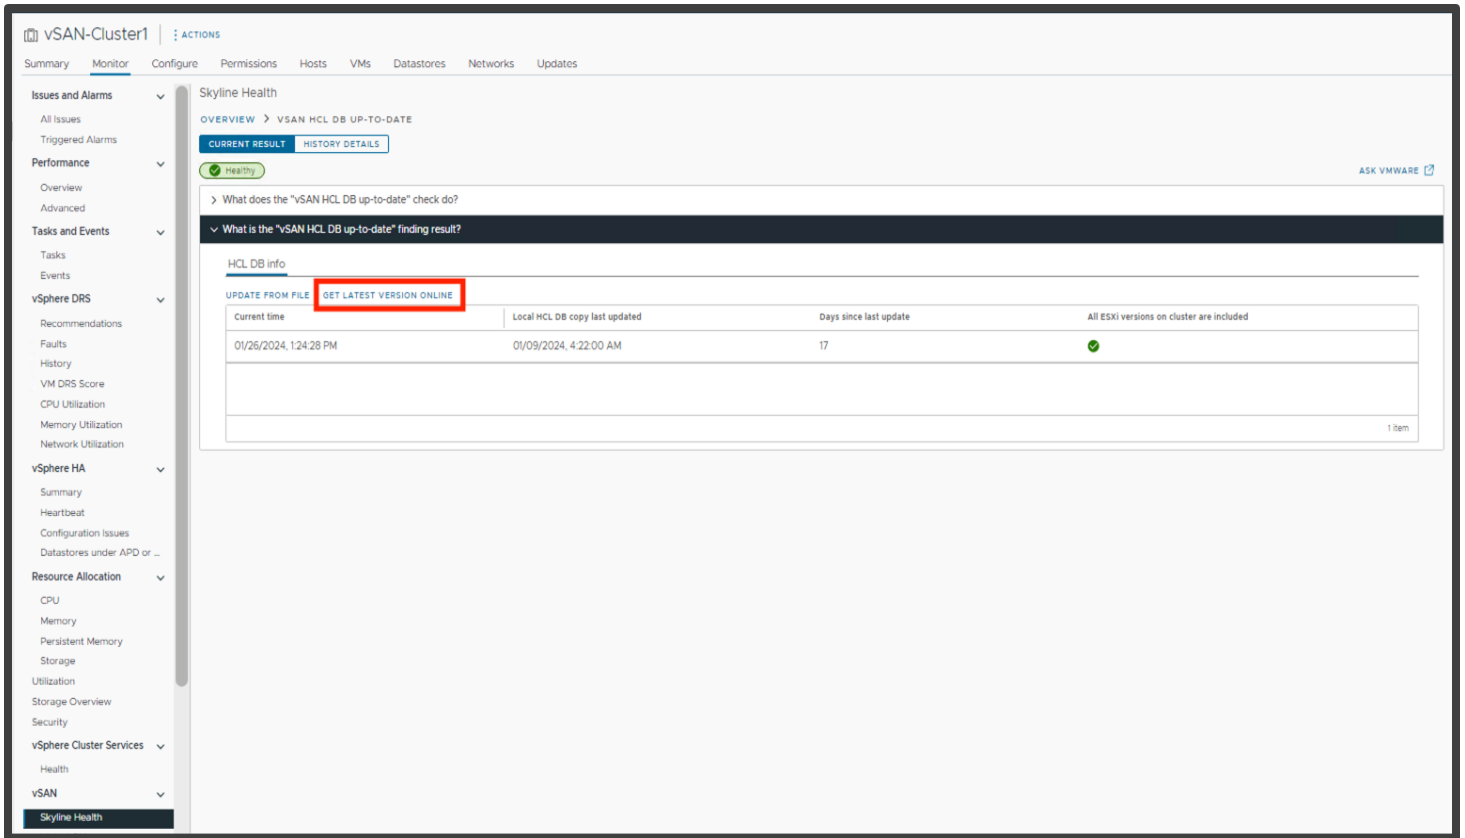 vSAN-Cluster1
ACTIONS
Summary Monitor Configure Permissions Hosts VMs Datastores Networks Updates
Issues and Alarms
All Issues
Triggered Alarms
Performance
Overview
Advanced
Tasks and Events
Tasks
Events
vSphere DRS
Recommendations
Faults
History
VM DRS Score
CPU Utilization
Memory Utilization
Network Utilization
vSphere HA
Summary
Heartbeat
Configuration Issues
Datastores under APD or ...
Resource Allocation
CPU
Memory
Persistent Memory
Storage
Utilization
Storage Overview
Security
vSphere Cluster Services
Health
vSAN
Skyline Health
Skyline Health
OVERVIEW > VSAN HCL DB UP-TO-DATE
CURRENT RESULT HISTORY DETAILS
Healthy
ASK VMWARE
What does the "vSAN HCL DB up-to-date" check do?
What is the "vSAN HCL DB up-to-date" finding result?
HCL DB info
UPDATE FROM FILE GET LATEST VERSION ONLINE
Current time Local HCL DB copy last updated Days since last update All ESXi versions on cluster are included
01/26/2024, 1:24:28 PM 01/09/2024, 4:22:00 AM 17
1 item